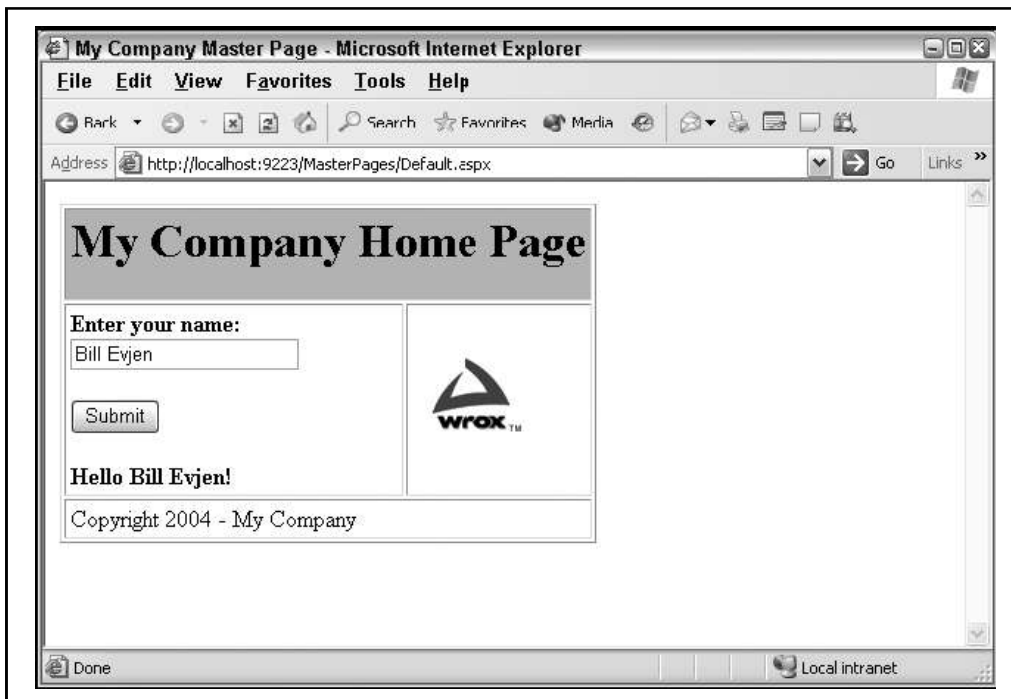 My Company Master Page - Microsoft Internet Explorer
File Edit View Favorites Tools Help
Back Search Favorites Media
Address http://localhost:9223/MasterPages/Default.aspx Go Links »
My Company Home Page
Enter your name:
Bill Evjen
Submit
wrox TM
Hello Bill Evjen!
Copyright 2004 - My Company
Done Local intranet